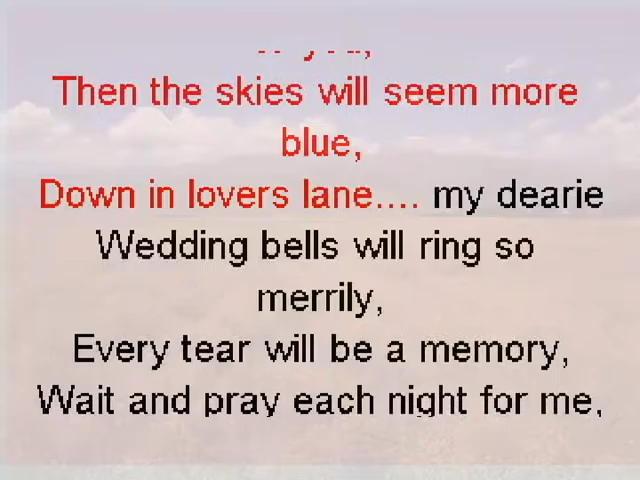 Then the skies will seem more
blue,
Down in lovers lane.... my dearie
Wedding bells will ring so
merrily,
Every tear will be a memory,
Wait and pray each night for me,